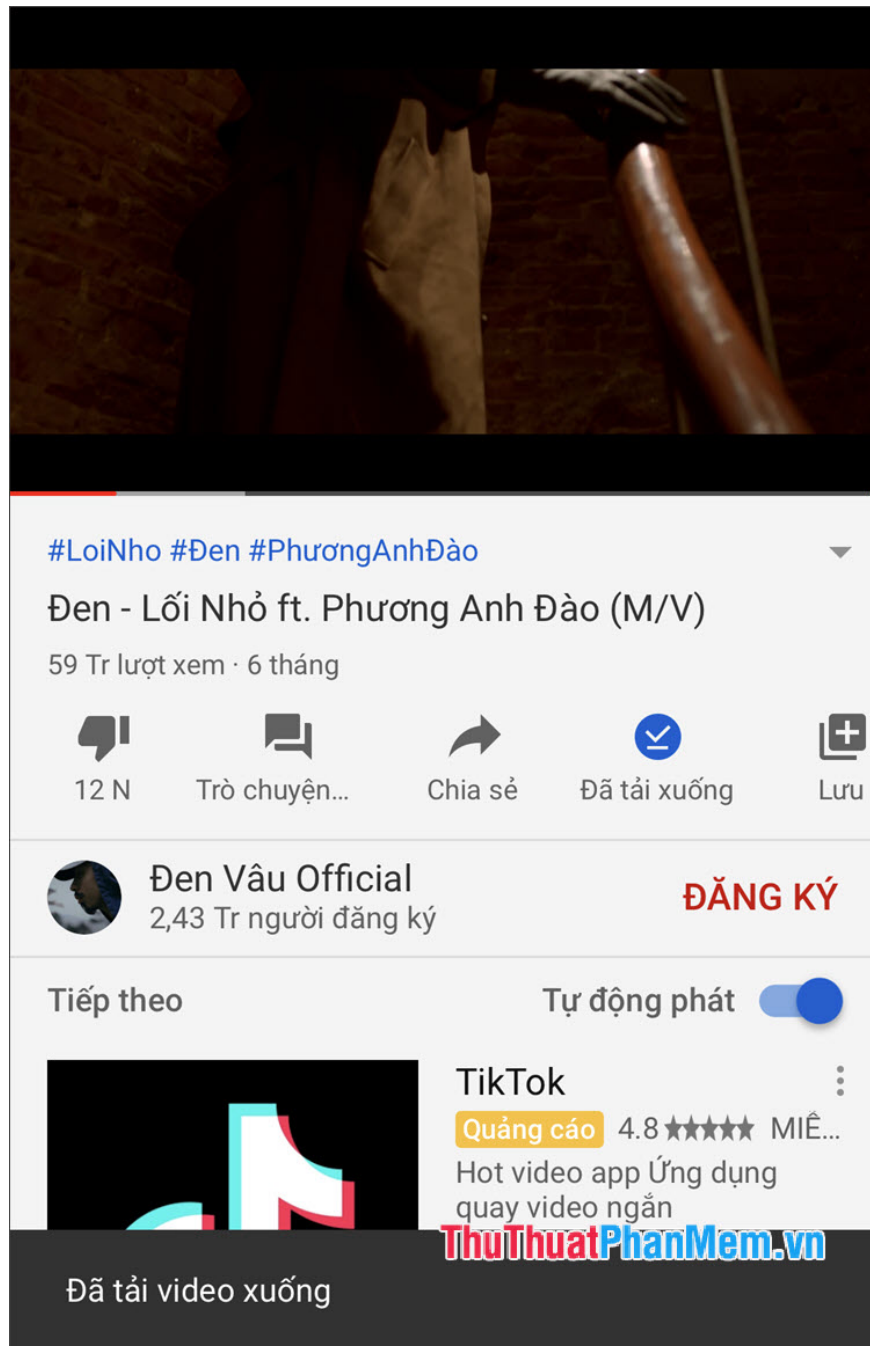 #LoiNho #Đen #PhươngAnhĐào
Đen - Lối Nhỏ ft. Phương Anh Đào (M/V)
59 Tr lượt xem · 6 tháng
12 N
Trò chuyện...
Chia sẻ
Đã tải xuống
Lưu
Đen Vâu Official
2,43 Tr người đăng ký
ĐĂNG KÝ
Tiếp theo
Tự động phát
TikTok
Quảng cáo 4.8★★★★★ MIỄ...
Hot video app Ứng dụng
quay video ngắn
ThuThuatPhanMem.vn
Đã tải video xuống